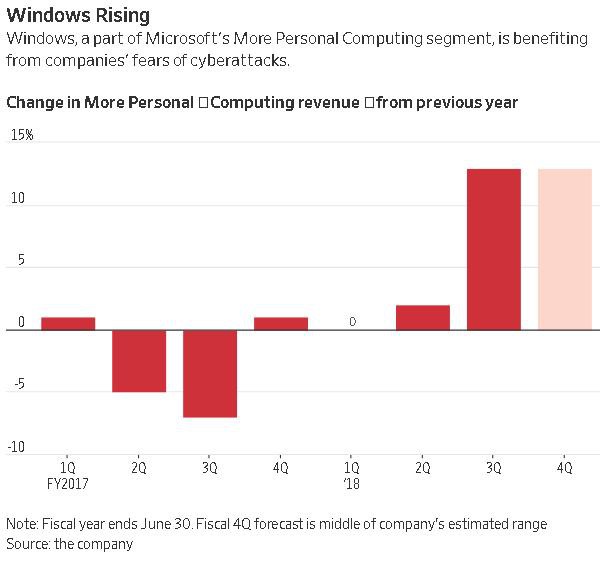 Windows Rising
Windows, a part of Microsoft's More Personal Computing segment, is benefiting
from companies' fears of cyberattacks.
Change in More Personal □Computing revenue □from previous year
15%
10
5
0
-5
-10
0
1Q 2Q 3Q 4Q 1Q 2Q 3Q 4Q
FY2017 '18
Note: Fiscal year ends June 30. Fiscal 4Q forecast is middle of company's estimated range
Source: the company